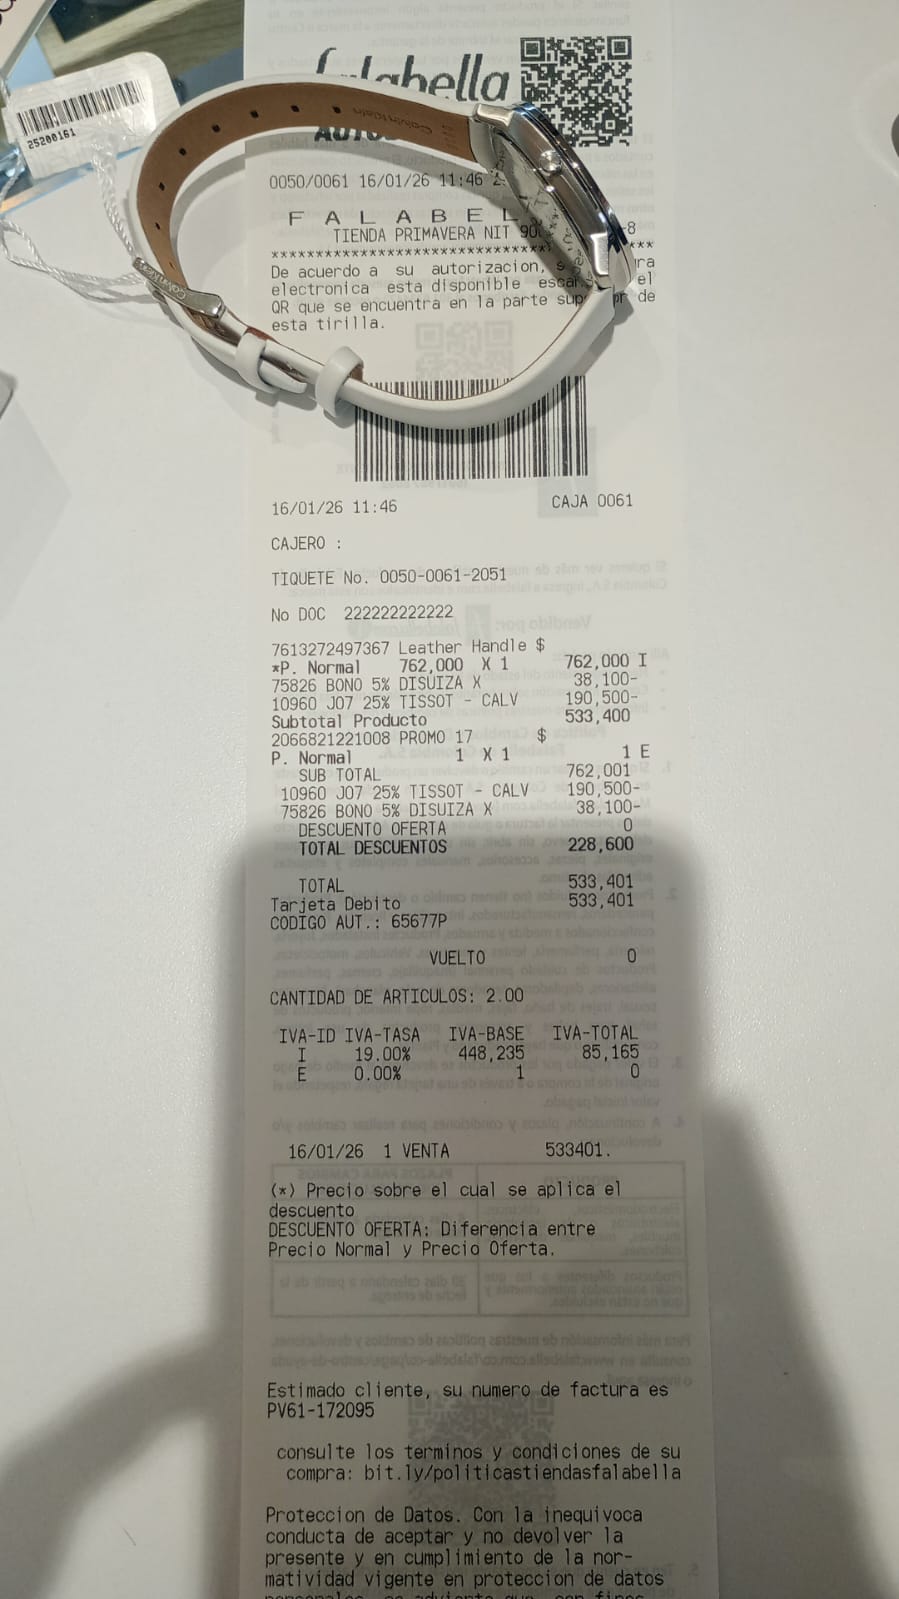 25200161
Calvin Klein
falabella
0050/0061 16/01/26 11:46
FALABEL
TIENDA PRIMAVERA NIT 90 -8
De acuerdo a su autorizacion,
electronica esta disponible el
QR que se encuentra en la parte de
esta tirilla.
16/01/26 11:46 CAJA 0061
CAJERO :
TIQUETE No. 0050-0061-2051
No DOC 222222222222
7613272497367 Leather Handle $
*P. Normal 762,000 X 1 762,000 I
75826 BONO 5% DISUIZA X 38,100-
10960 J07 25% TISSOT - CALV 190,500-
Subtotal Producto 533,400
2066821221008 PROMO 17 $
P. Normal 1 X 1 1 E
SUB TOTAL 762,001
10960 J07 25% TISSOT - CALV 190,500-
75826 BONO 5% DISUIZA X 38,100-
DESCUENTO OFERTA 0
TOTAL DESCUENTOS 228,600
TOTAL 533,401
Tarjeta Debito 533,401
CODIGO AUT.: 65677P
VUELTO 0
CANTIDAD DE ARTICULOS: 2.00
IVA-ID IVA-TASA IVA-BASE IVA-TOTAL
I 19.00% 448,235 85,165
E 0.00% 1 0
16/01/26 1 VENTA 533401.
(*) Precio sobre el cual se aplica el
descuento
DESCUENTO OFERTA: Diferencia entre
Precio Normal y Precio Oferta.
Estimado cliente, su numero de factura es
PV61-172095
consulte los terminos y condiciones de su
compra: bit.ly/politicastiendasfalabella
Proteccion de Datos. Con la inequivoca
conducta de aceptar y no devolver la
presente y en cumplimiento de la nor-
matividad vigente en proteccion de datos